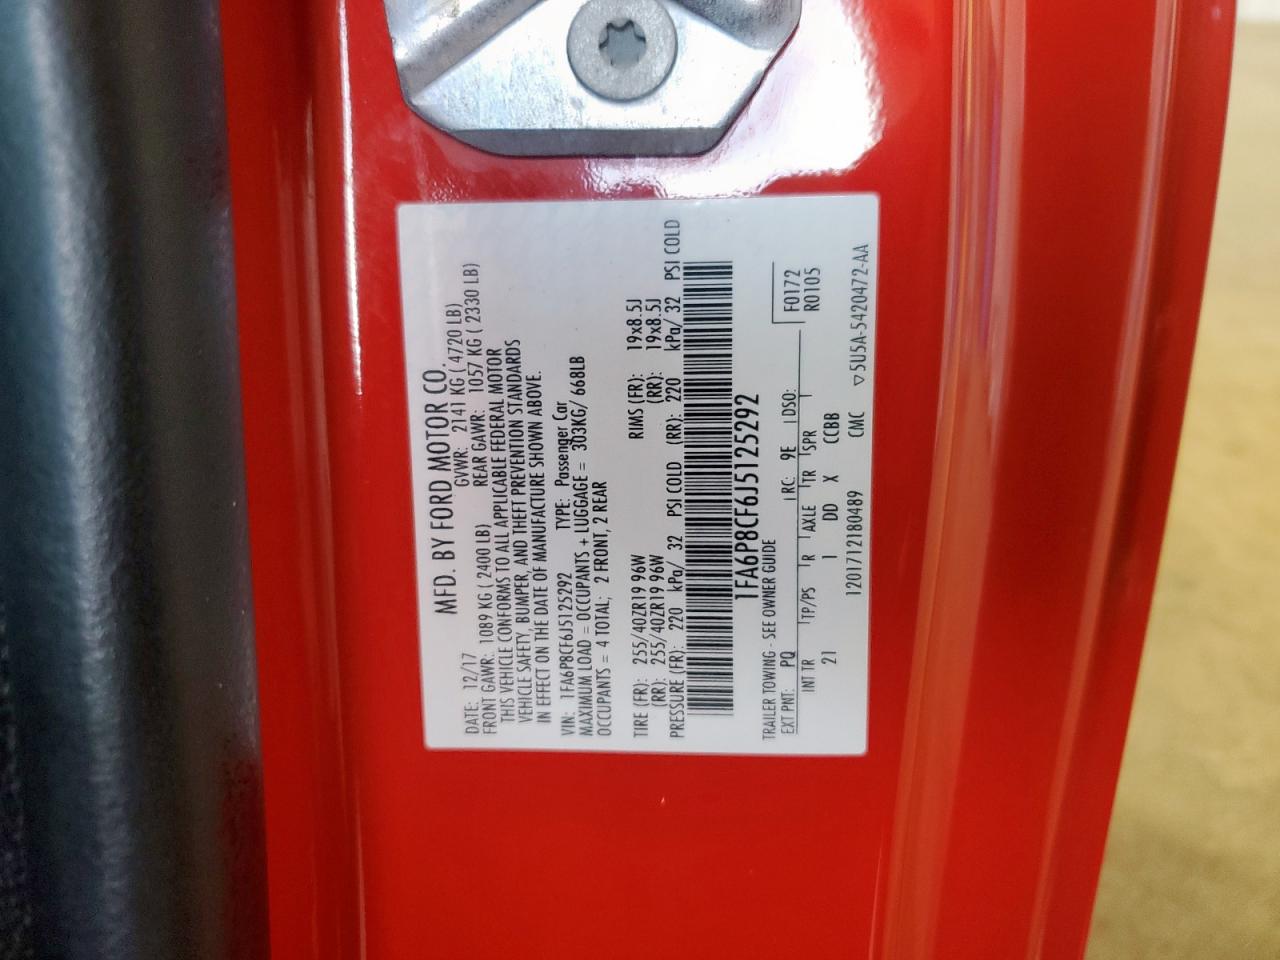 MFD. BY FORD MOTOR CO.
DATE: 12/17 GVWR: 2141 KG ( 4720 LB)
FRONT GAWR: 1089 KG ( 2400 LB) REAR GAWR: 1057 KG ( 2330 LB)
THIS VEHICLE CONFORMS TO ALL APPLICABLE FEDERAL MOTOR
VEHICLE SAFETY, BUMPER, AND THEFT PREVENTION STANDARDS
IN EFFECT ON THE DATE OF MANUFACTURE SHOWN ABOVE.
VIN: 1FA6P8CF6J5125292 TYPE: Passenger Car
MAXIMUM LOAD = OCCUPANTS + LUGGAGE = 303KG/ 668LB
OCCUPANTS = 4 TOTAL; 2 FRONT, 2 REAR
TIRE (FR): 255/40ZR19 96W RIMS (FR): 19x8.5J
(RR): 255/40ZR19 96W (RR): 19x8.5J
PRESSURE (FR): 220 kPa/ 32 PSI COLD (RR): 220 kPa/ 32 PSI COLD
1FA6P8CF6J5125292
TRAILER TOWING - SEE OWNER GUIDE
EXT PNT: PQ RC: 9E DSO: F0172
INT TR TP/PS R AXLE TR SPR R0105
21 I DD X CCBB
1201712180489 CMC ▽5U5A-5420472-AA